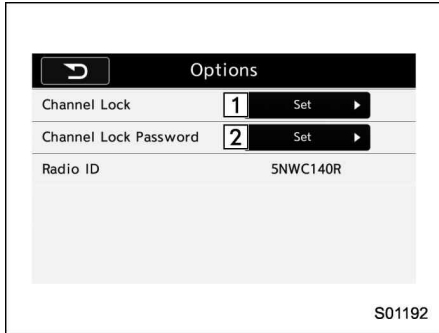 Options
Channel Lock 1 Set
Channel Lock Password 2 Set
Radio ID 5NWC140R
S01192